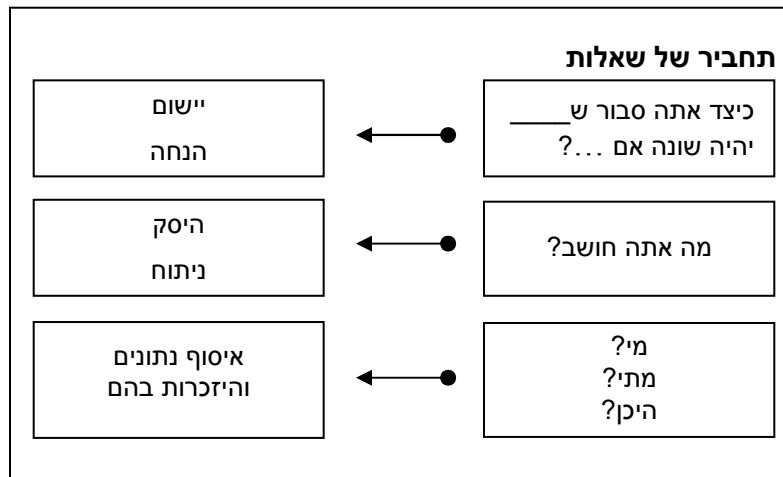 תחביר של שאלות
כיצד אתה סבור ש_____
יהיה שונה אם ...?
יישום
הנחה
מה אתה חושב?
היסק
ניתוח
מי?
מתי?
היכן?
איסוף נתונים
והיזכרות בהם